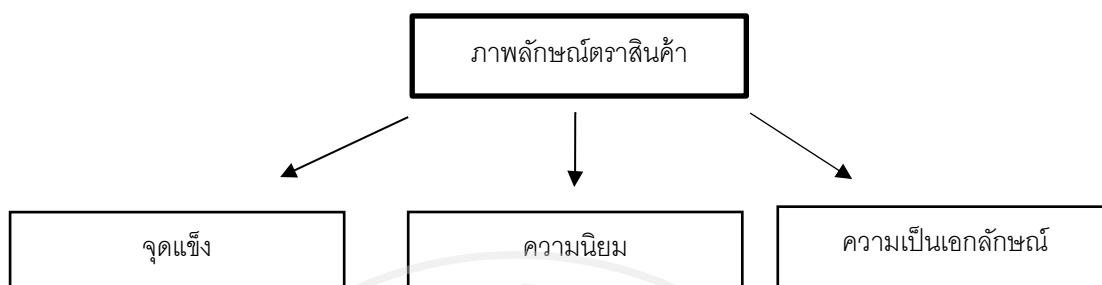 ภาพลักษณ์ตราสินค้า
จุดแข็ง
ความนิยม
ความเป็นเอกลักษณ์